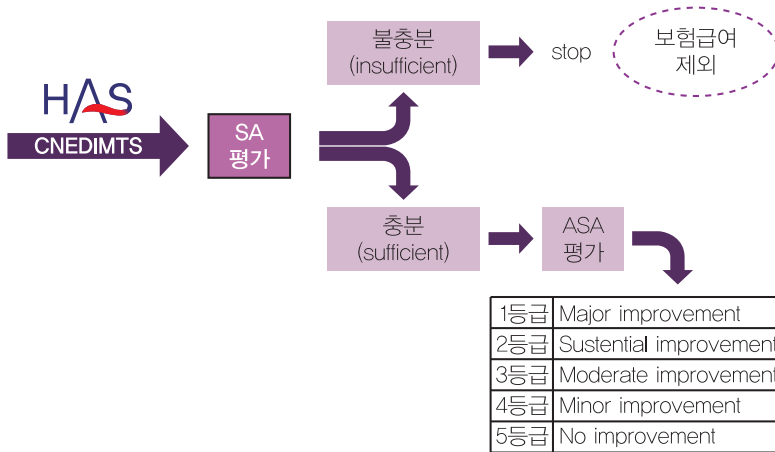 HAS
CNEDIMTS
SA
평가
불충분
(insufficient)
stop
보험급여
제외
충분
(sufficient)
ASA
평가
1등급 Major improvement
2등급 Sustential improvement
3등급 Moderate improvement
4등급 Minor improvement
5등급 No improvement